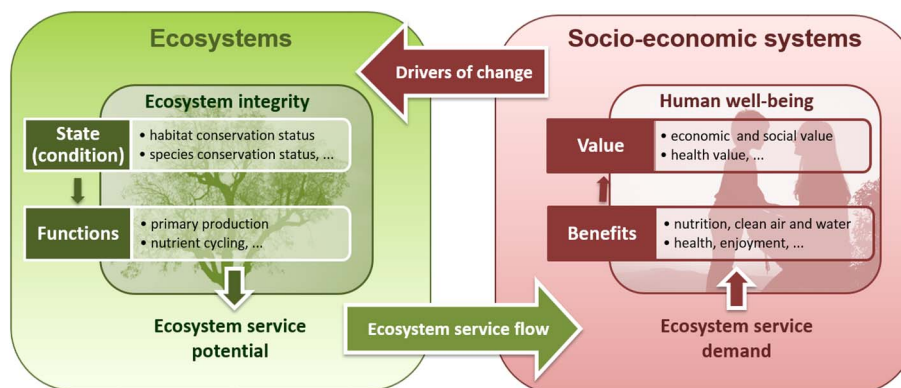 Ecosystems
Ecosystem integrity
State
(condition)
• habitat conservation status
• species conservation status, ...
Functions
• primary production
• nutrient cycling, ...
Ecosystem service
potential
Drivers of change
Ecosystem service flow
Socio-economic systems
Human well-being
Value
• economic and social value
• health value, ...
Benefits
• nutrition, clean air and water
• health, enjoyment, ...
Ecosystem service
demand